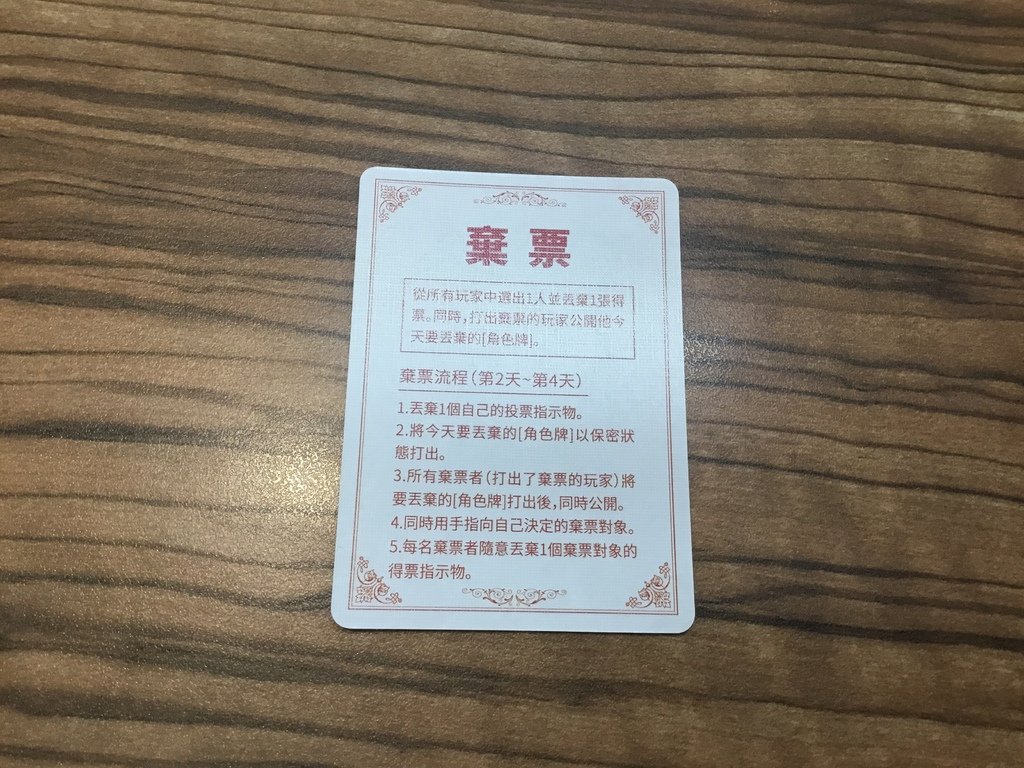 棄票
從所有玩家中選出1人並丟棄1張得
票。同時,打出棄票的玩家公開他今
天要丟棄的[角色牌]。
棄票流程(第2天~第4天)
1.丟棄1個自己的投票指示物。
2.將今天要丟棄的[角色牌]以保密狀
態打出。
3.所有棄票者(打出了棄票的玩家)將
要丟棄的[角色牌]打出後,同時公開。
4.同時用手指向自己決定的棄票對象。
5.每名棄票者隨意丟棄1個棄票對象的
得票指示物。